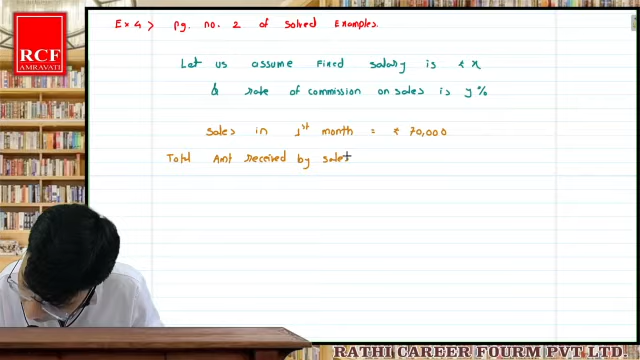 Ex 4 > Pg. no. 2 of Solved Examples.
RCF
AMRAVATI
Let us assume Fixed salary is ₹ x
& rate of commission on sales is y%
Sales in 1st month = ₹ 70,000
Total Amt received by sale
RATHI CAREER FOURM PVT LTD.